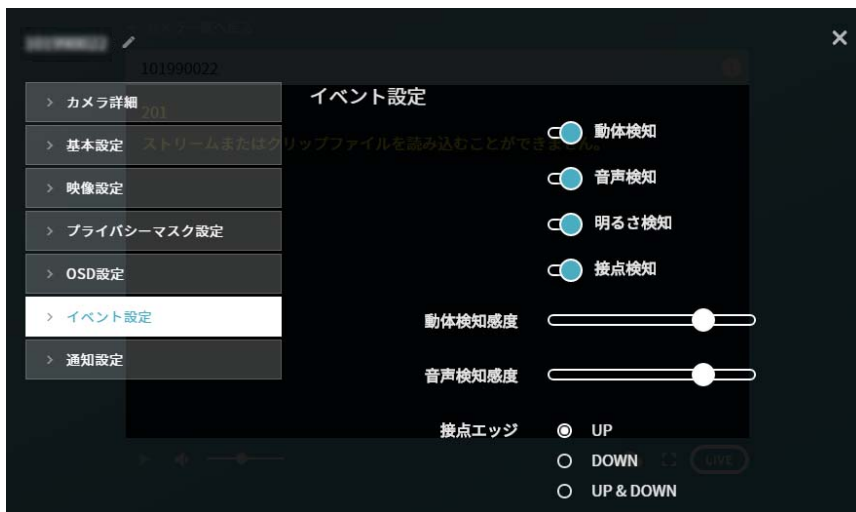 101990022
イベント設定
カメラ詳細
201
基本設定
ストリームまたはクリップファイルを読み込むことができません。
映像設定
プライバシーマスク設定
OSD設定
イベント設定
通知設定
動体検知
音声検知
明るさ検知
接点検知
動体検知感度
音声検知感度
接点エッジ
UP
DOWN
UP & DOWN
LIVE